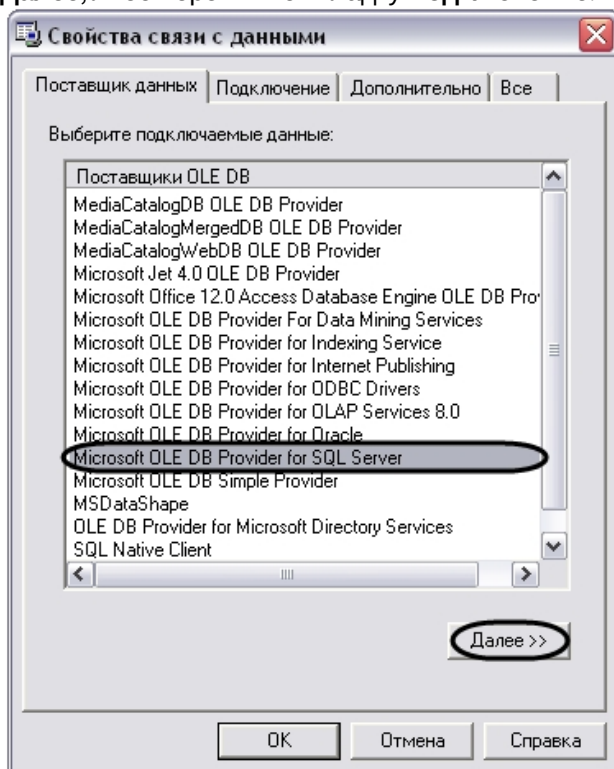 Свойства связи с данными
Поставщик данных Подключение Дополнительно Все
Выберите подключаемые данные:
Поставщики OLE DB
MediaCatalogDB OLE DB Provider
MediaCatalogMergedDB OLE DB Provider
MediaCatalogWebDB OLE DB Provider
Microsoft Jet 4.0 OLE DB Provider
Microsoft Office 12.0 Access Database Engine OLE DB Pro
Microsoft OLE DB Provider For Data Mining Services
Microsoft OLE DB Provider for Indexing Service
Microsoft OLE DB Provider for Internet Publishing
Microsoft OLE DB Provider for ODBC Drivers
Microsoft OLE DB Provider for OLAP Services 8.0
Microsoft OLE DB Provider for Oracle
Microsoft OLE DB Provider for SQL Server
Microsoft OLE DB Simple Provider
MSDataShape
OLE DB Provider for Microsoft Directory Services
SQL Native Client
Далее >>
OK Отмена Справка